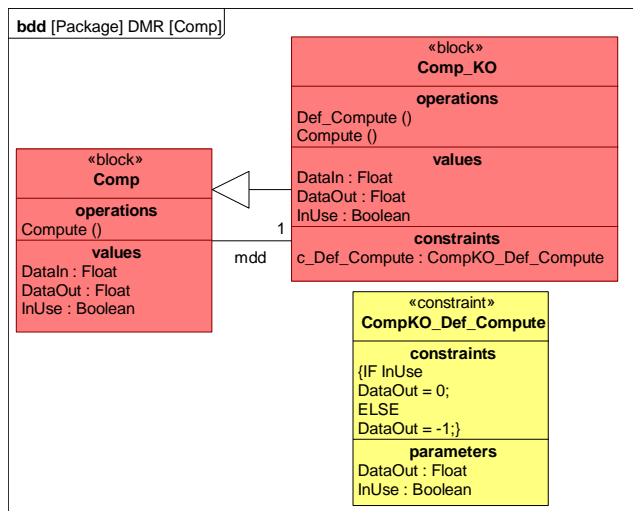 bdd [Package] DMR [Comp]
«block»
Comp_KO
operations
Def_Compute ()
Compute ()
values
DataIn : Float
DataOut : Float
InUse : Boolean
constraints
c_Def_Compute : CompKO_Def_Compute
«block»
Comp
operations
Compute ()
values
DataIn : Float
DataOut : Float
InUse : Boolean
1
mdd
«constraint»
CompKO_Def_Compute
constraints
{IF InUse
DataOut = 0;
ELSE
DataOut = -1;}
parameters
DataOut : Float
InUse : Boolean